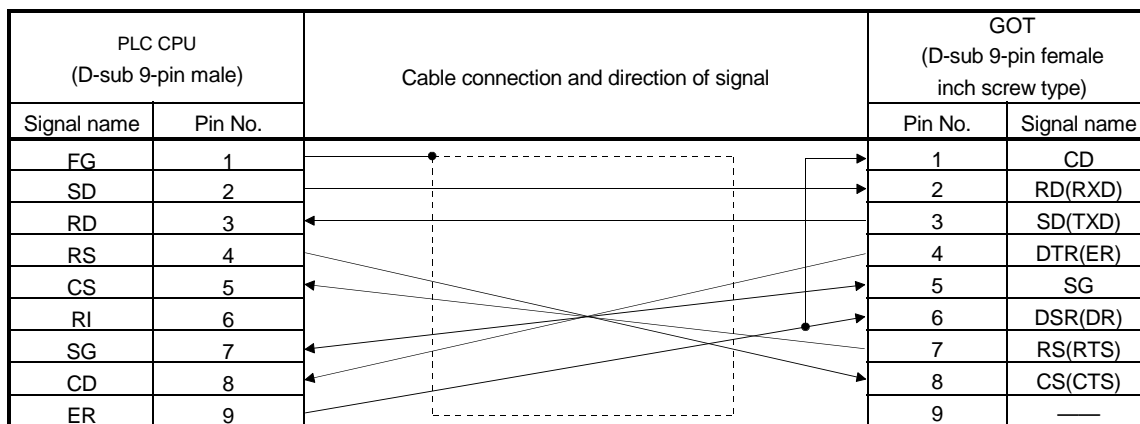 PLC CPU
(D-sub 9-pin male)
Cable connection and direction of signal
GOT
(D-sub 9-pin female
inch screw type)
Signal name Pin No. Pin No. Signal name
FG 1 1 CD
SD 2 2 RD(RXD)
RD 3 3 SD(TXD)
RS 4 4 DTR(ER)
CS 5 5 SG
RI 6 6 DSR(DR)
SG 7 7 RS(RTS)
CD 8 8 CS(CTS)
ER 9 9 ——